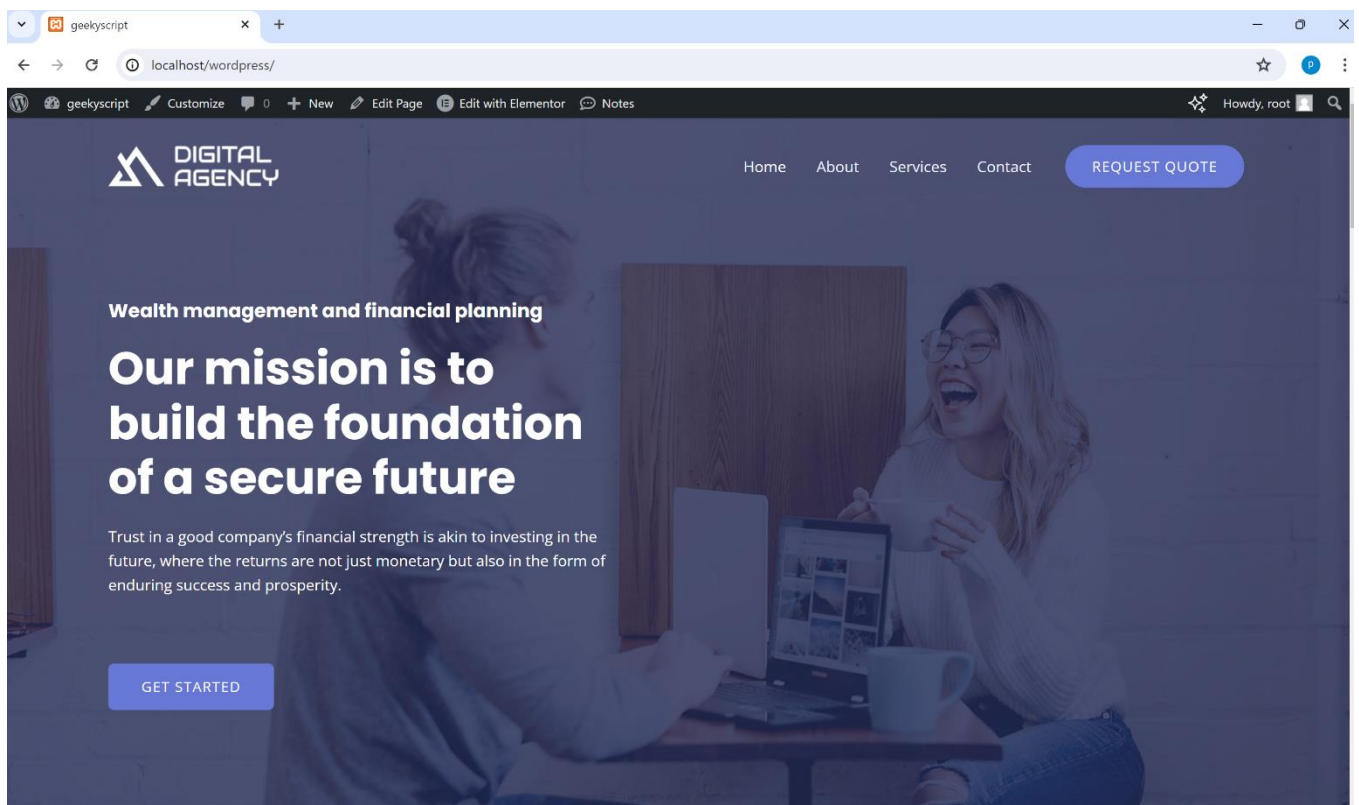 geekyscript
localhost/wordpress/
P
geekyscript Customize 0 New Edit Page Edit with Elementor Notes Howdy, root
DIGITAL
AGENCY
Home About Services Contact REQUEST QUOTE
Wealth management and financial planning
Our mission is to
build the foundation
of a secure future
Trust in a good company’s financial strength is akin to investing in the
future, where the returns are not just monetary but also in the form of
enduring success and prosperity.
GET STARTED